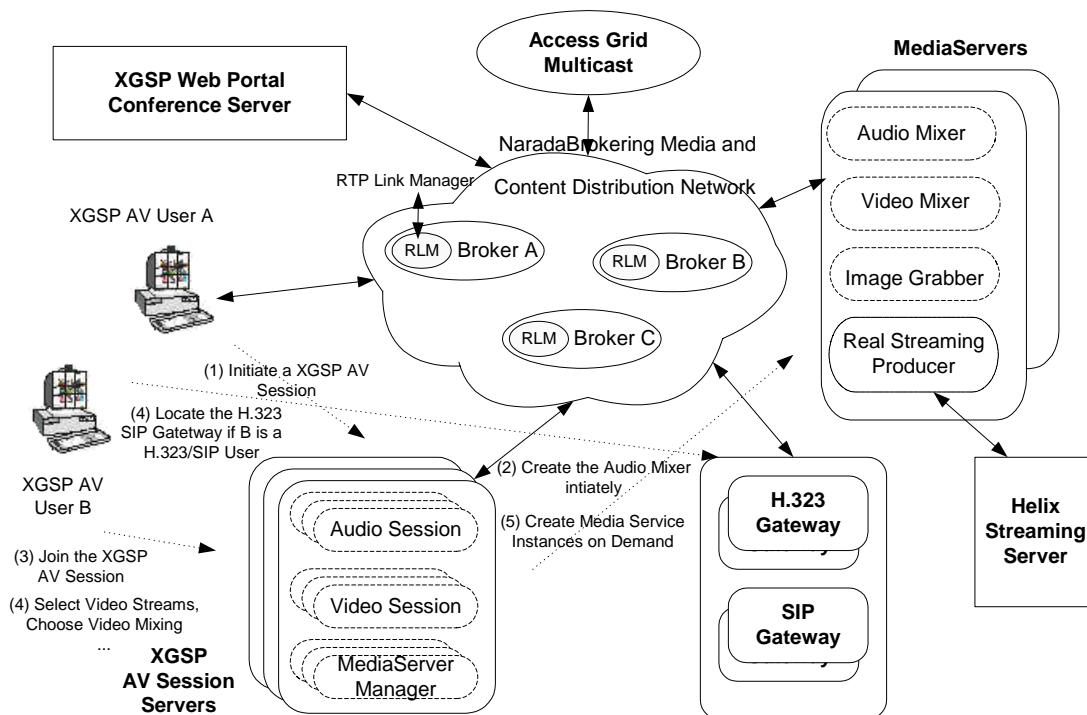 Access Grid
Multicast
MediaServers
XGSP Web Portal
Conference Server
Audio Mixer
NaradaBrokering Media and
Content Distribution Network
RTP Link Manager
Video Mixer
XGSP AV User A
RLM
Broker A
RLM
Broker B
Image Grabber
RLM
Broker C
Real Streaming
Producer
(1) Initiate a XGSP AV
Session
(4) Locate the H.323
SIP Gatetway if B is a
H.323/SIP User
XGSP AV
User B
(2) Create the Audio Mixer
intiately
(5) Create Media Service
Instances on Demand
H.323
Gateway
Helix
Streaming
Server
Audio Session
(3) Join the XGSP
AV Session
(4) Select Video Streams,
Choose Video Mixing
...
Video Session
SIP
Gateway
XGSP
AV Session
Servers
MediaServer
Manager